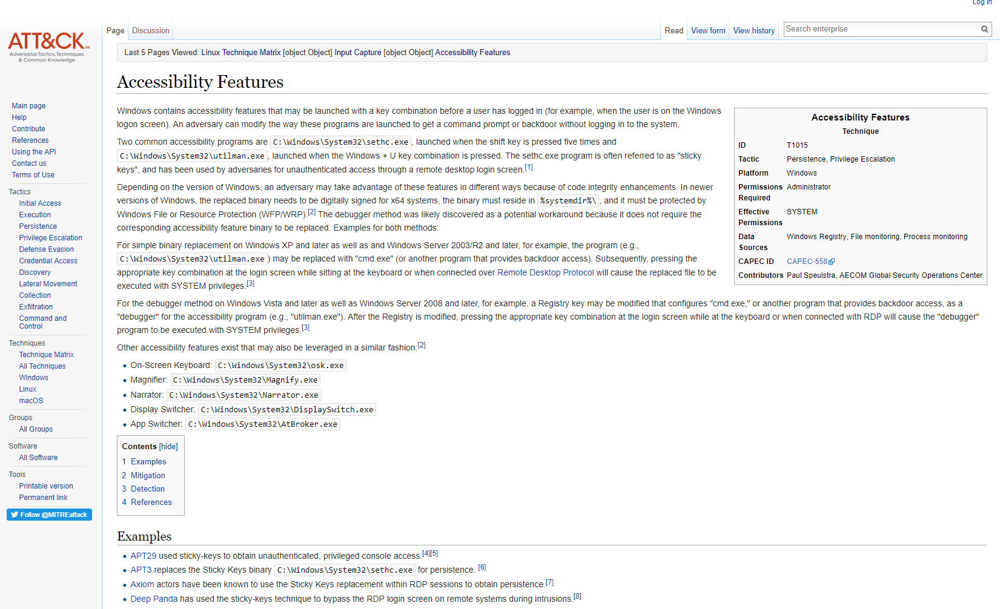 Log in
ATT&CK™
Adversarial Tactics, Techniques
& Common Knowledge
Page
Discussion
Read
View form
View history
Search enterprise
Last 5 Pages Viewed: Linux Technique Matrix [object Object] Input Capture [object Object] Accessibility Features
Main page
Help
Contribute
References
Using the API
Contact us
Terms of Use
Tactics
Initial Access
Execution
Persistence
Privilege Escalation
Defense Evasion
Credential Access
Discovery
Lateral Movement
Collection
Exfiltration
Command and
Control
Techniques
Technique Matrix
All Techniques
Windows
Linux
macOS
Groups
All Groups
Software
All Software
Tools
Printable version
Permanent link
Follow @MITREattack
Accessibility Features
Windows contains accessibility features that may be launched with a key combination before a user has logged in (for example, when the user is on the Windows
logon screen). An adversary can modify the way these programs are launched to get a command prompt or backdoor without logging in to the system.
Two common accessibility programs are C:\Windows\System32\sethc.exe, launched when the shift key is pressed five times and
C:\Windows\System32\utilman.exe, launched when the Windows + U key combination is pressed. The sethc.exe program is often referred to as "sticky
keys", and has been used by adversaries for unauthenticated access through a remote desktop login screen.[1]
Depending on the version of Windows, an adversary may take advantage of these features in different ways because of code integrity enhancements. In newer
versions of Windows, the replaced binary needs to be digitally signed for x64 systems, the binary must reside in %systemdir%\, and it must be protected by
Windows File or Resource Protection (WFP/WRP).[2] The debugger method was likely discovered as a potential workaround because it does not require the
corresponding accessibility feature binary to be replaced. Examples for both methods:
For simple binary replacement on Windows XP and later as well as and Windows Server 2003/R2 and later, for example, the program (e.g.,
C:\Windows\System32\utilman.exe) may be replaced with "cmd.exe" (or another program that provides backdoor access). Subsequently, pressing the
appropriate key combination at the login screen while sitting at the keyboard or when connected over Remote Desktop Protocol will cause the replaced file to be
executed with SYSTEM privileges.[3]
Accessibility Features
Technique
ID T1015
Tactic Persistence, Privilege Escalation
Platform Windows
Permissions Administrator
Required
Effective SYSTEM
Permissions
Data Windows Registry, File monitoring, Process monitoring
Sources
CAPEC ID CAPEC-558
Contributors Paul Speulstra, AECOM Global Security Operations Center
For the debugger method on Windows Vista and later as well as Windows Server 2008 and later, for example, a Registry key may be modified that configures "cmd.exe," or another program that provides backdoor access, as a
"debugger" for the accessibility program (e.g., "utilman.exe"). After the Registry is modified, pressing the appropriate key combination at the login screen while at the keyboard or when connected with RDP will cause the "debugger"
program to be executed with SYSTEM privileges.[3]
Other accessibility features exist that may also be leveraged in a similar fashion:[2]
On-Screen Keyboard: C:\Windows\System32\osk.exe
Magnifier: C:\Windows\System32\Magnify.exe
Narrator: C:\Windows\System32\Narrator.exe
Display Switcher: C:\Windows\System32\DisplaySwitch.exe
App Switcher: C:\Windows\System32\AtBroker.exe
Contents [hide]
1 Examples
2 Mitigation
3 Detection
4 References
Examples
APT29 used sticky-keys to obtain unauthenticated, privileged console access.[4][5]
APT3 replaces the Sticky Keys binary C:\Windows\System32\sethc.exe for persistence. [6]
Axiom actors have been known to use the Sticky Keys replacement within RDP sessions to obtain persistence.[7]
Deep Panda has used the sticky-keys technique to bypass the RDP login screen on remote systems during intrusions.[8]